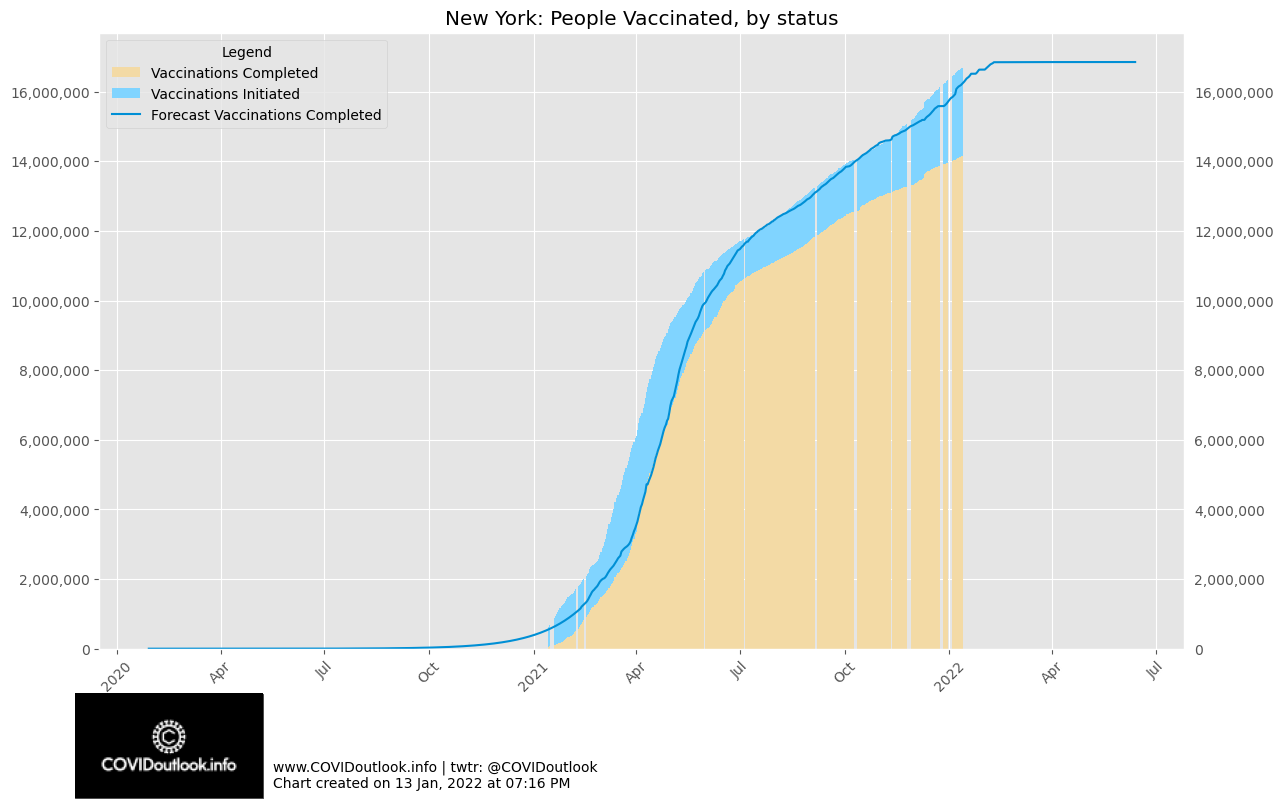 New York: People Vaccinated, by status
Legend
Vaccinations Completed
Vaccinations Initiated
Forecast Vaccinations Completed
16,000,000 16,000,000
14,000,000 14,000,000
12,000,000 12,000,000
10,000,000 10,000,000
8,000,000 8,000,000
6,000,000 6,000,000
4,000,000 4,000,000
2,000,000 2,000,000
0 0
2020 Apr Jul Oct 2021 Apr Jul Oct 2022 Apr Jul
COVIDoutlook.info
www.COVIDoutlook.info | twtr: @COVIDoutlook
Chart created on 13 Jan, 2022 at 07:16 PM